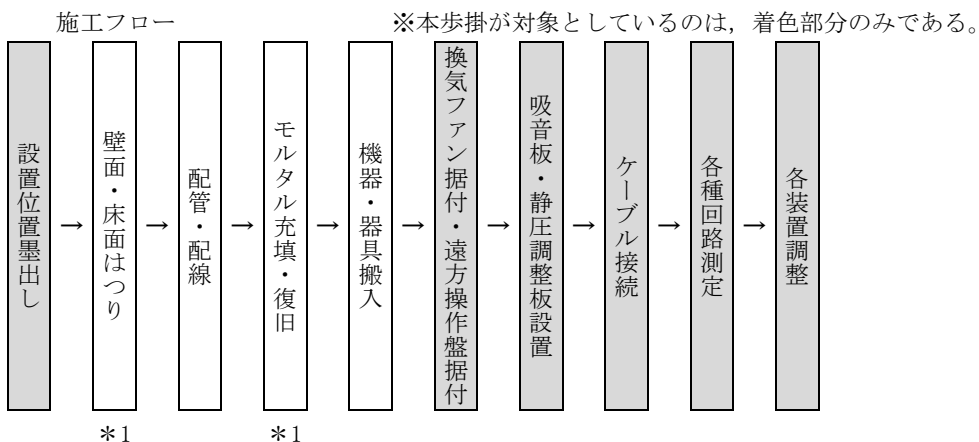 施工フロー
※本歩掛が対象としているのは，着色部分のみである。
設置位置墨出し
→
壁面・床面はつり
→
配管・配線
→
モルタル充填・復旧
→
機器・器具搬入
→
換気ファン据付・遠方操作盤据付
→
吸音板・静圧調整板設置
→
ケーブル接続
→
各種回路測定
→
各装置調整
＊1
＊1